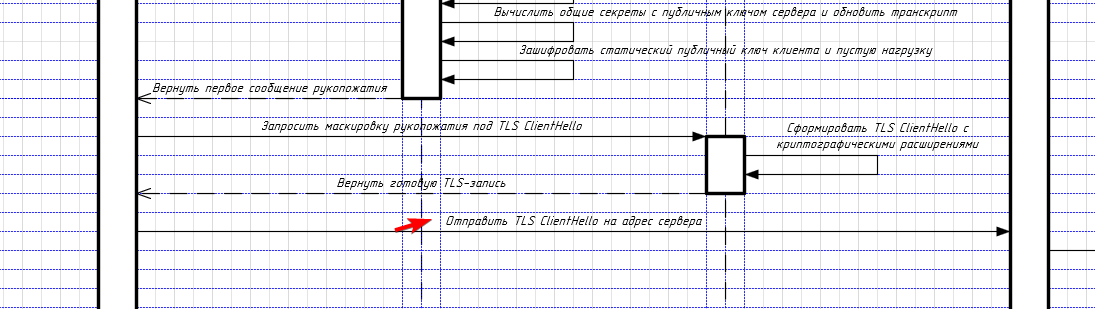 Вычислить общие секреты с публичным ключом сервера и обновить транскрипт
Зашифровать статический публичный ключ клиента и пустую нагрузку
Вернуть первое сообщение рукопожатия
Запросить маскировку рукопожатия под TLS ClientHello
Сформировать TLS ClientHello с
криптографическими расширениями
Вернуть готовую TLS-запись
Отправить TLS ClientHello на адрес сервера